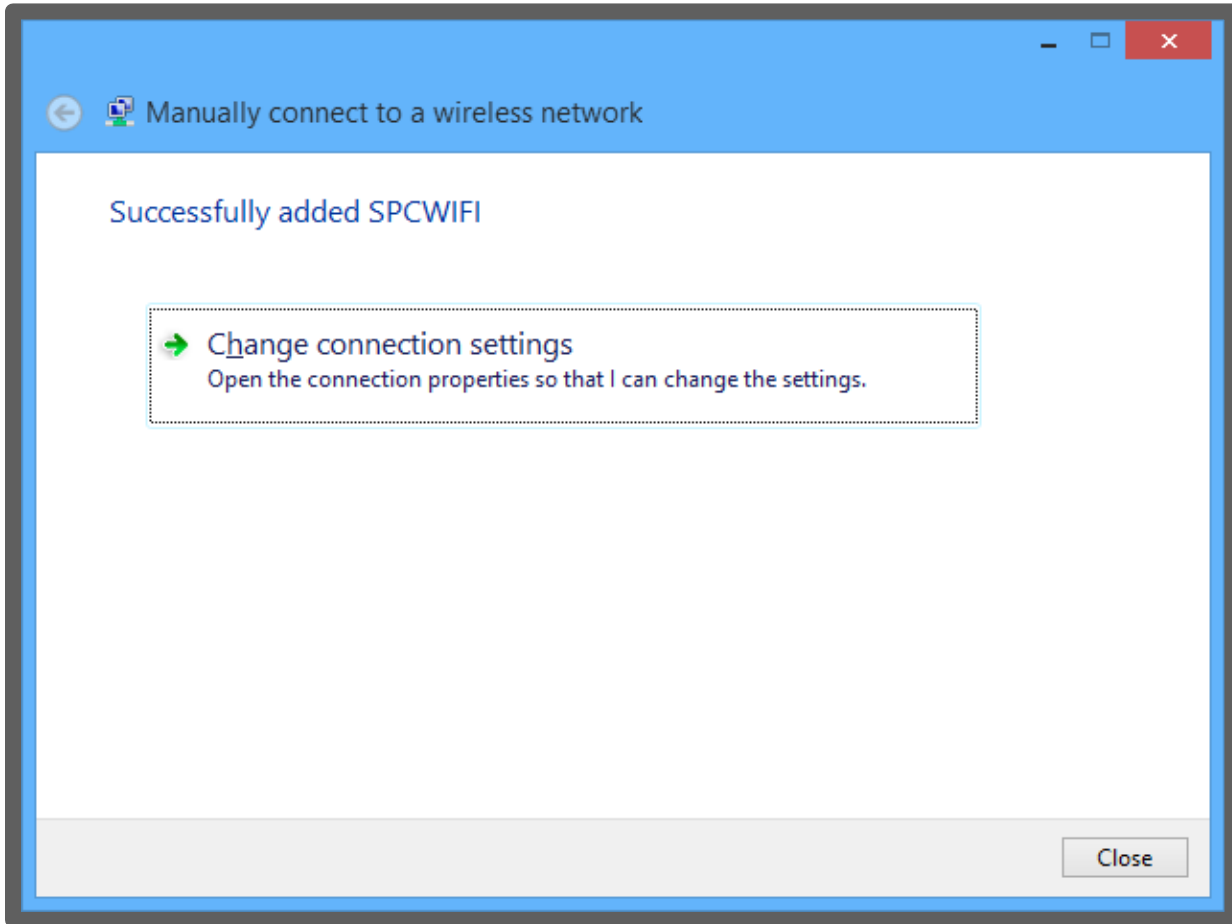 Manually connect to a wireless network
Successfully added SPCWIFI
Change connection settings
Open the connection properties so that I can change the settings.
Close